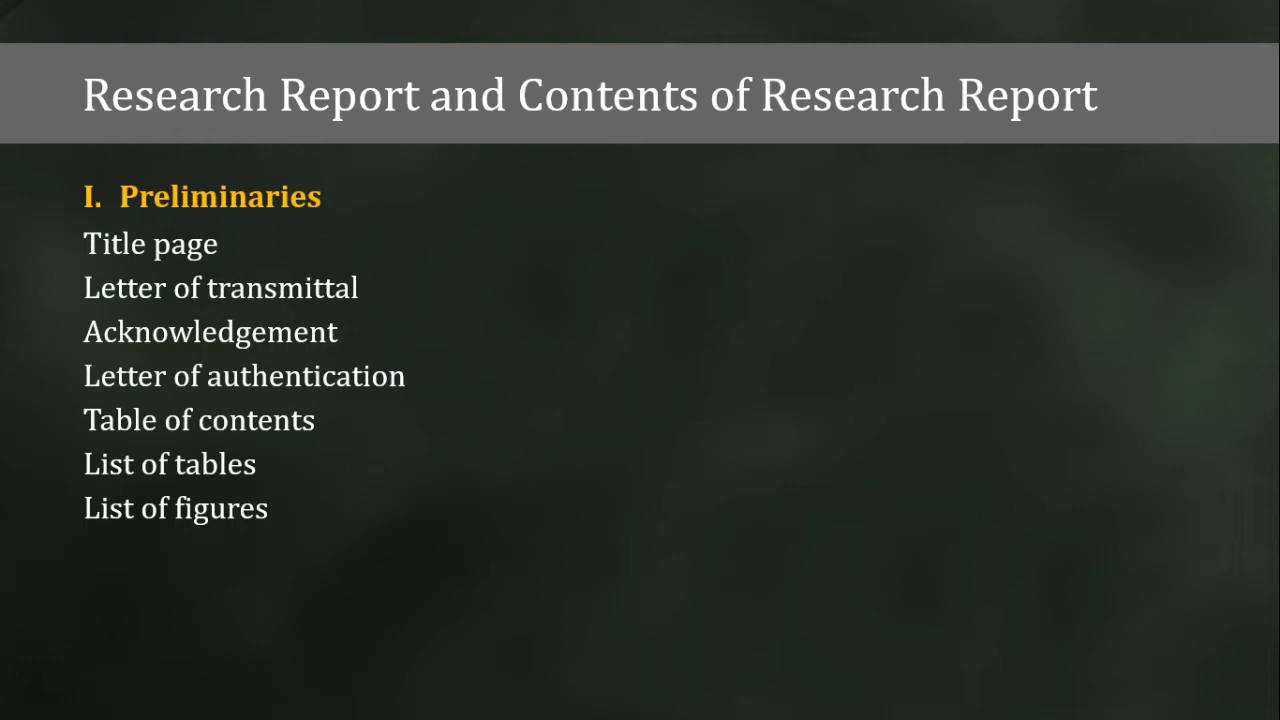 Research Report and Contents of Research Report
I. Preliminaries
Title page
Letter of transmittal
Acknowledgement
Letter of authentication
Table of contents
List of tables
List of figures